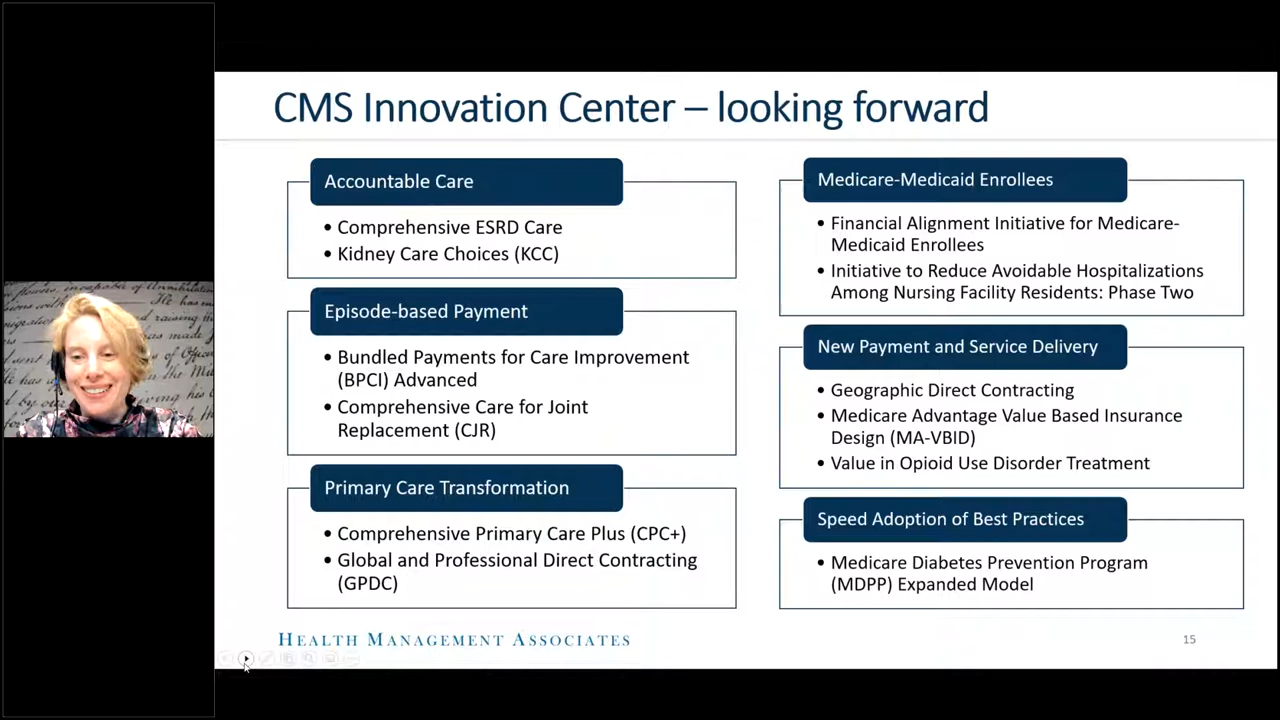 CMS Innovation Center – looking forward
Accountable Care
• Comprehensive ESRD Care
• Kidney Care Choices (KCC)
Episode-based Payment
• Bundled Payments for Care Improvement
(BPCI) Advanced
• Comprehensive Care for Joint
Replacement (CJR)
Primary Care Transformation
• Comprehensive Primary Care Plus (CPC+)
• Global and Professional Direct Contracting
(GPDC)
Medicare-Medicaid Enrollees
• Financial Alignment Initiative for Medicare-
Medicaid Enrollees
• Initiative to Reduce Avoidable Hospitalizations
Among Nursing Facility Residents: Phase Two
New Payment and Service Delivery
• Geographic Direct Contracting
• Medicare Advantage Value Based Insurance
Design (MA-VBID)
• Value in Opioid Use Disorder Treatment
Speed Adoption of Best Practices
• Medicare Diabetes Prevention Program
(MDPP) Expanded Model
HEALTH MANAGEMENT ASSOCIATES
15